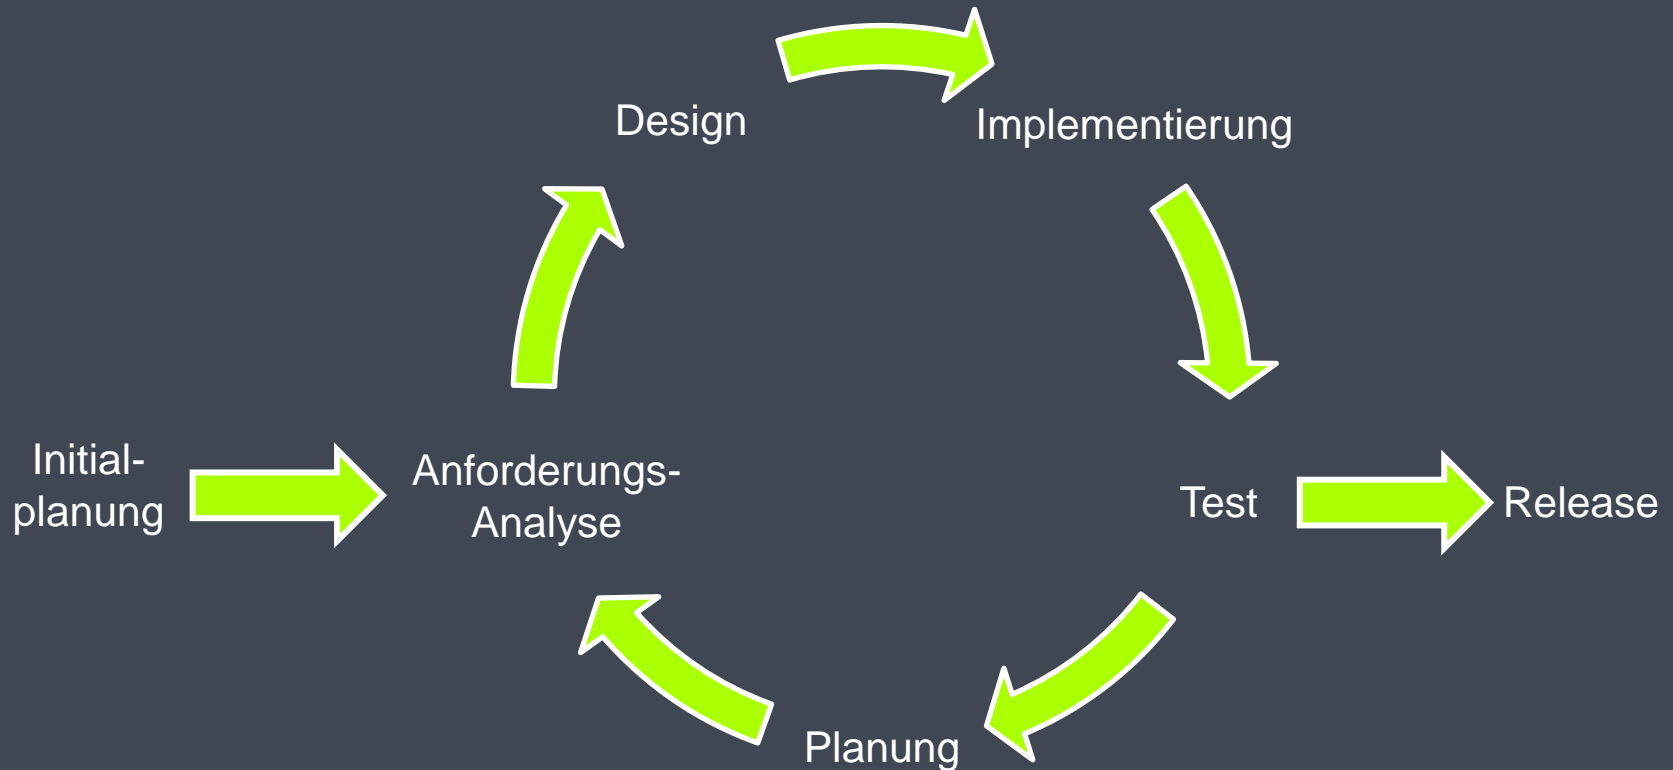 Design
Implementierung
Initial-
planung
Anforderungs-
Analyse
Test
Release
Planung